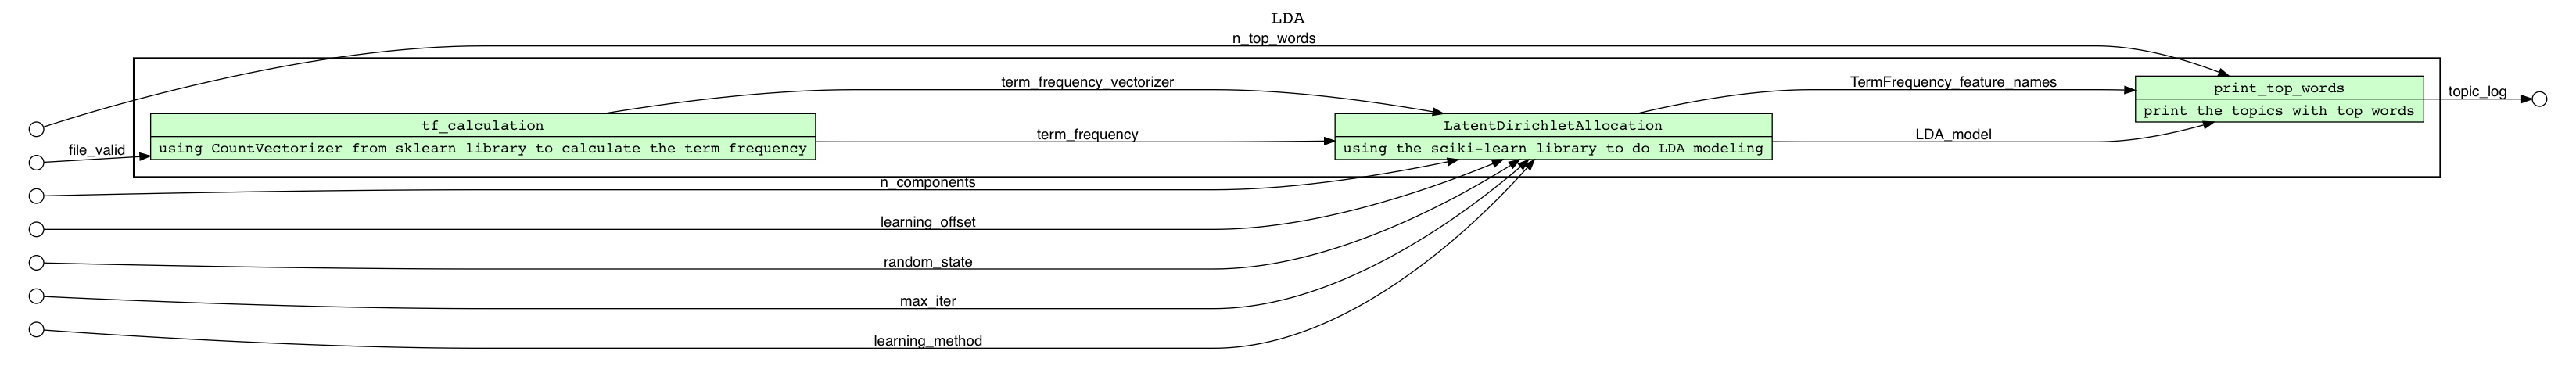 LDA
n_top_words
term_frequency_vectorizer
TermFrequency_feature_names
print_top_words
topic_log
print the topics with top words
tf_calculation
LatentDirichletAllocation
term_frequency
LDA_model
file_valid
using CountVectorizer from sklearn library to calculate the term frequency
using the sciki-learn library to do LDA modeling
n_components
learning_offset
random_state
max_iter
learning_method